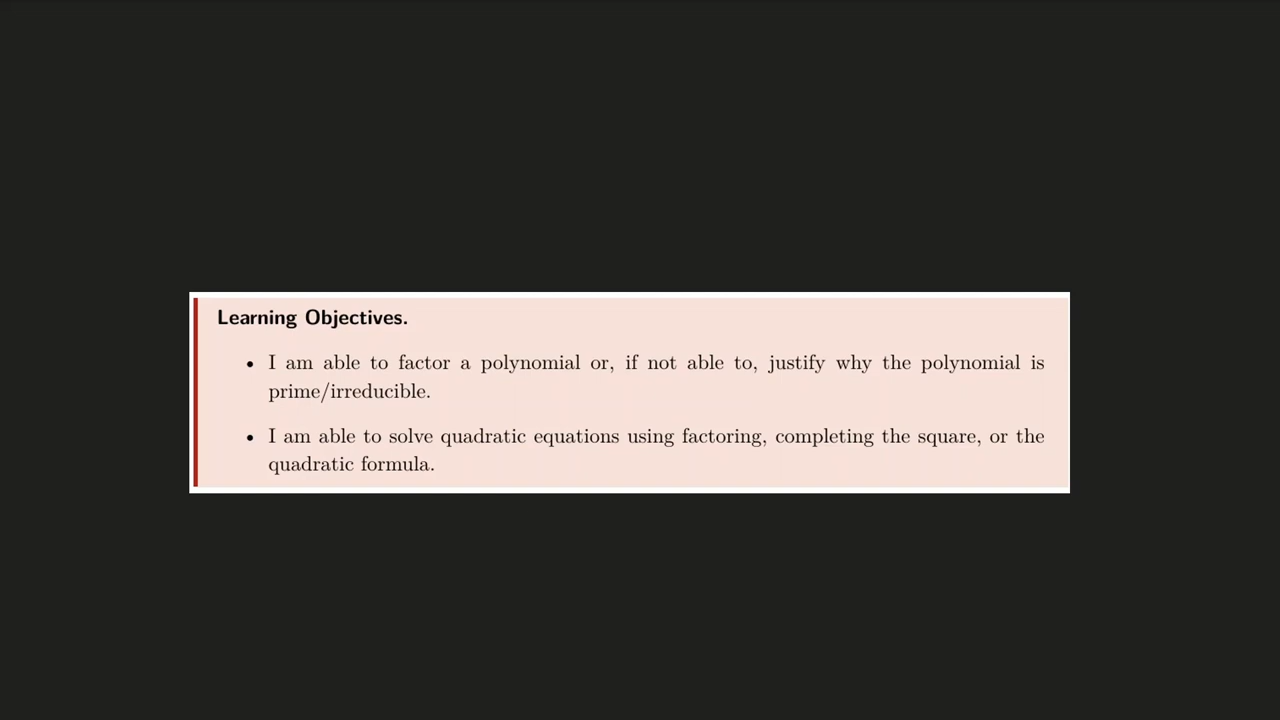 Learning Objectives.
• I am able to factor a polynomial or, if not able to, justify why the polynomial is
prime/irreducible.
• I am able to solve quadratic equations using factoring, completing the square, or the
quadratic formula.